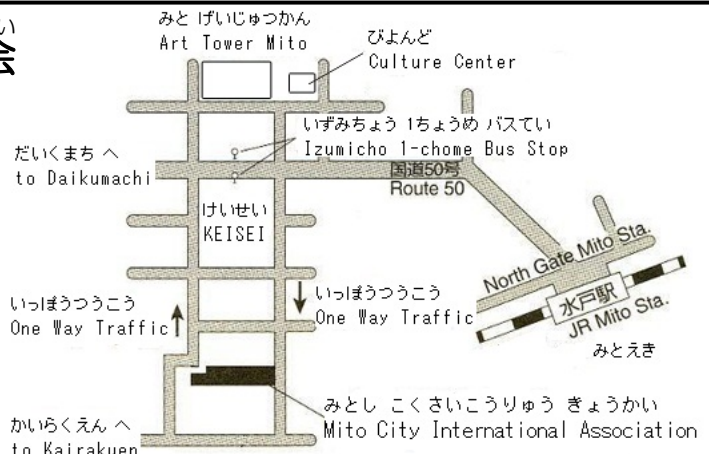 い
会
みと げいじゅつかん
Art Tower Mito
びよんど
Culture Center
いずみちょう 1ちょうめ バスてい
Izumicho 1-chome Bus Stop
だいくまち へ
to Daikumachi
国道50号
Route 50
けいせい
KEISEI
North Gate Mito Sta.
水戸駅
JR Mito Sta.
みとえき
いっぽうつうこう
One Way Traffic
いっぽうつうこう
One Way Traffic
みとし こくさいこうりゅう きょうかい
Mito City International Association
かいらくえん へ
to Kairakuen